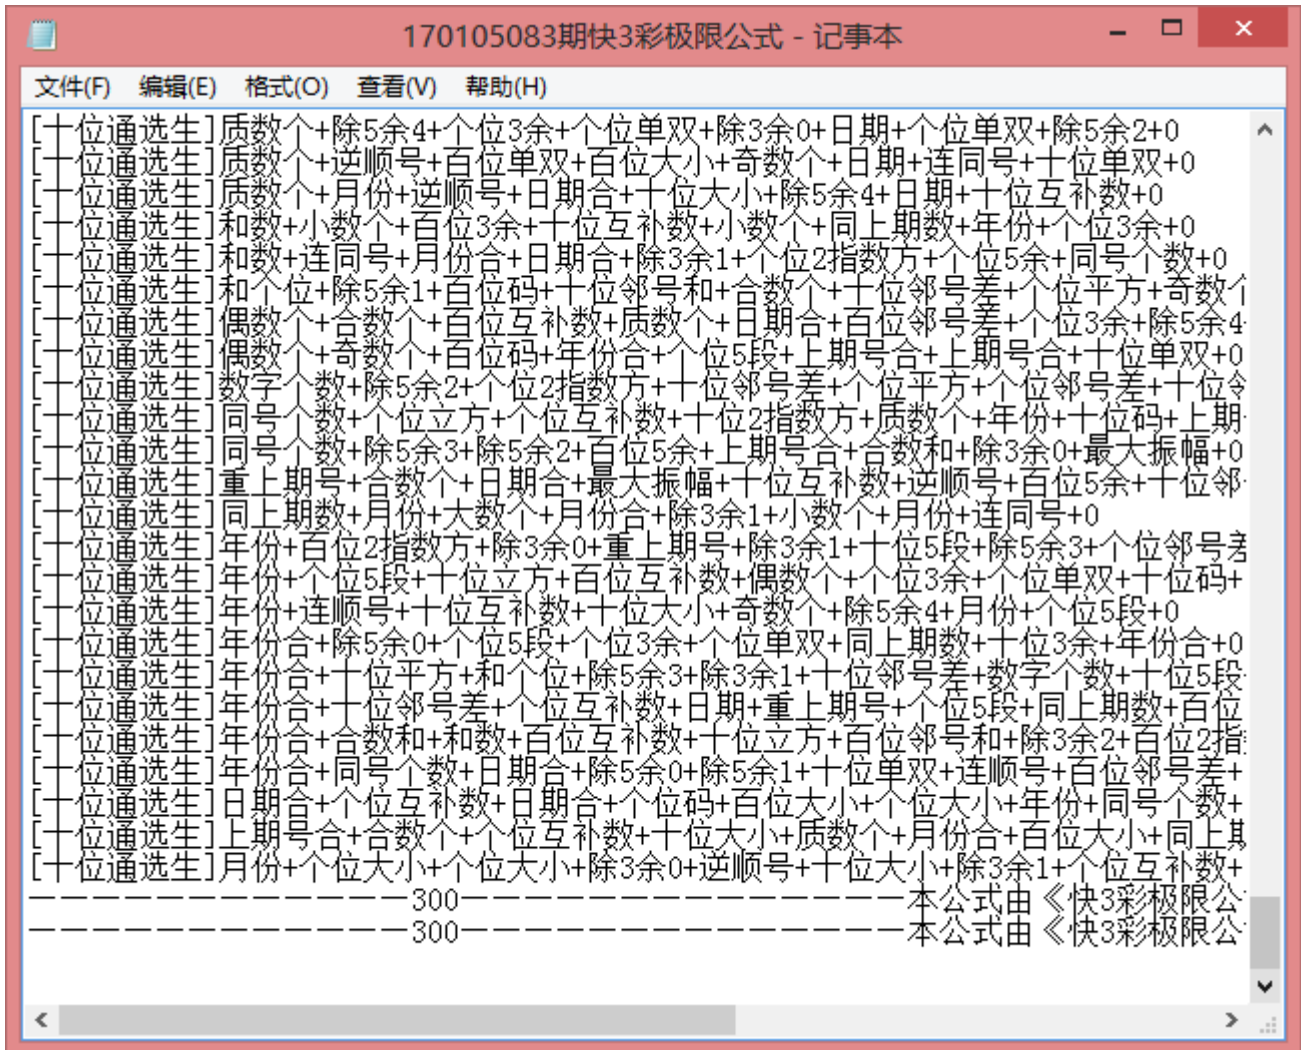 170105083期快3彩极限公式 - 记事本
文件(F) 编辑(E) 格式(O) 查看(V) 帮助(H)
[十位通选生]质数个+除5余4+个位3余+个位单双+除3余0+日期+个位单双+除5余2+0
[十位通选生]质数个+逆顺号+百位单双+百位大小+奇数个+日期+连同号+十位单双+0
[十位通选生]质数个+月份+逆顺号+日期合+十位大小+除5余4+日期+十位互补数+0
[十位通选生]和数+小数个+百位3余+十位互补数+小数个+同上期数+年份+个位3余+0
[十位通选生]和数+连同号+月份合+日期合+除3余1+个位2指数方+个位5余+同号个数+0
[十位通选生]和个位+除5余1+百位码+十位邻号和+合数个+十位邻号差+个位平方+奇数个
[十位通选生]偶数个+合数个+百位互补数+质数个+日期合+百位邻号差+个位3余+除5余4
[十位通选生]偶数个+奇数个+百位码+年份合+个位5段+上期号合+上期号合+十位单双+0
[十位通选生]数字个数+除5余2+个位2指数方+十位邻号差+个位平方+个位邻号差+十位
[十位通选生]同号个数+个位立方+个位互补数+十位2指数方+质数个+年份+十位码+上期
[十位通选生]同号个数+除5余3+除5余2+百位5余+上期号合+合数和+除3余0+最大振幅+0
[十位通选生]重上期号+合数个+日期合+最大振幅+十位互补数+逆顺号+百位5余+十位邻
[十位通选生]同上期数+月份+大数个+月份合+除3余1+小数个+月份+连同号+0
[十位通选生]年份+百位2指数方+除3余0+重上期号+除3余1+十位5段+除5余3+个位邻号差
[十位通选生]年份+个位5段+十位立方+百位互补数+偶数个+个位3余+个位单双+十位码+
[十位通选生]年份+连顺号+十位互补数+十位大小+奇数个+除5余4+月份+个位5段+0
[十位通选生]年份合+除5余0+个位5段+个位3余+个位单双+同上期数+十位3余+年份合+0
[十位通选生]年份合+十位平方+和个位+除5余3+除3余1+十位邻号差+数字个数+十位5段
[十位通选生]年份合+十位邻号差+个位互补数+日期+重上期号+个位5段+同上期数+百位
[十位通选生]年份合+合数和+和数+百位互补数+十位立方+百位邻号和+除3余2+百位2指
[十位通选生]年份合+同号个数+日期合+除5余0+除5余1+十位单双+连顺号+百位邻号差+
[十位通选生]日期合+个位互补数+日期合+个位码+百位大小+个位大小+年份+同号个数+
[十位通选生]上期号合+合数个+个位互补数+十位大小+质数个+月份合+百位大小+同上期
[十位通选生]月份+个位大小+个位大小+除3余0+逆顺号+十位大小+除3余1+个位互补数+
————————————300——————————————本公式由《快3彩极限公
————————————300——————————————本公式由《快3彩极限公